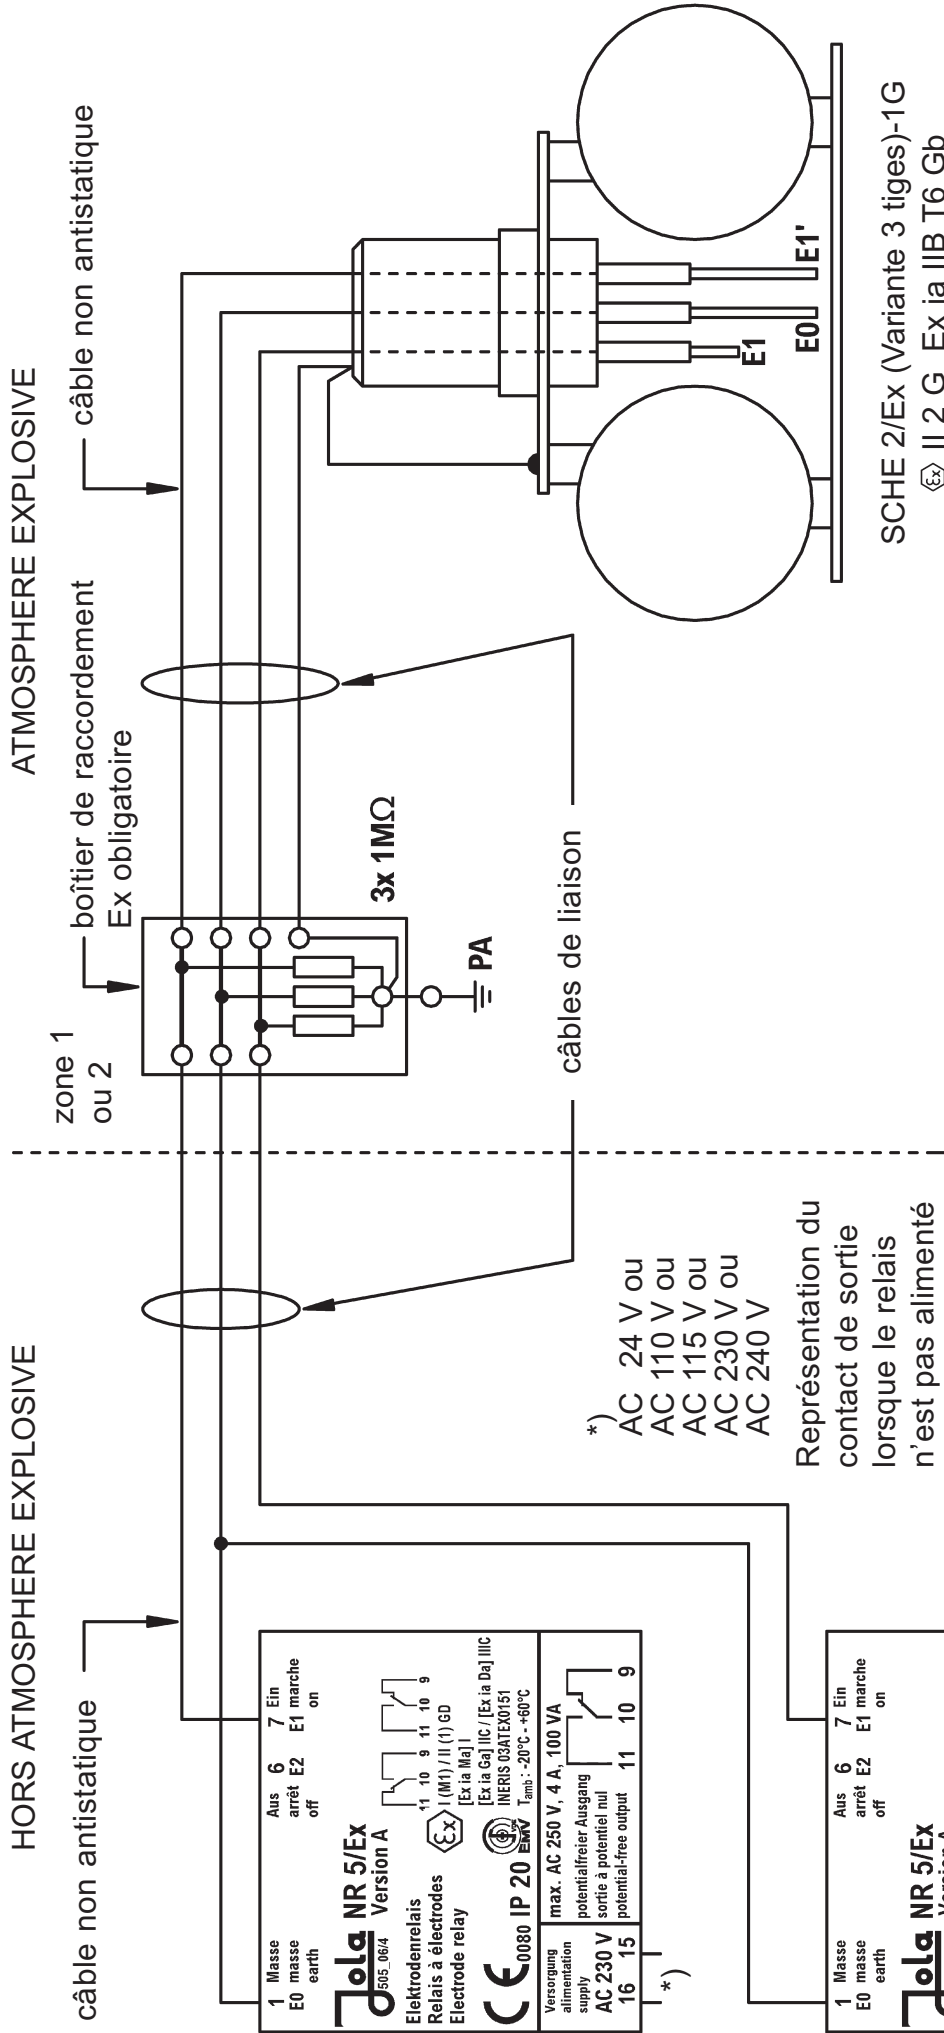 HORS ATMOSPHERE EXPLOSIVE
ATMOSPHERE EXPLOSIVE
câble non antistatique
zone 1
ou 2
boîtier de raccordement
Ex obligatoire
câble non antistatique
3x 1MΩ
PA
câbles de liaison
E1
E0
E1'
SCHE 2/Ex (Variante 3 tiges)-1G
Ex II 2 G Ex ia IIB T6 Gb
*)
AC 24 V ou
AC 110 V ou
AC 115 V ou
AC 230 V ou
AC 240 V
Représentation du
contact de sortie
lorsque le relais
n'est pas alimenté
1 Masse
E0 masse
earth
Aus 6
arrêt E2
off
7 Ein
E1 marche
on
Jola NR 5/Ex
Version A
505_06/4
Elektrodenrelais
Relais à électrodes
Electrode relay
11 10 9 11 10 9
Ex I (M1) / II (1) GD
[Ex ia Ma] I
[Ex ia Ga] IIC / [Ex ia Da] IIIC
INERIS 03ATEX0151
Tamb : -20°C - +60°C
CE 0080 IP 20 VDE EMV
Versorgung
alimentation
supply
AC 230 V
16 15
max. AC 250 V, 4 A, 100 VA
potentialfreier Ausgang
sortie à potentiel nul
potential-free output
11 10 9
*)
1 Masse
E0 masse
earth
Aus 6
arrêt E2
off
7 Ein
E1 marche
on
Jola NR 5/Ex
Version A